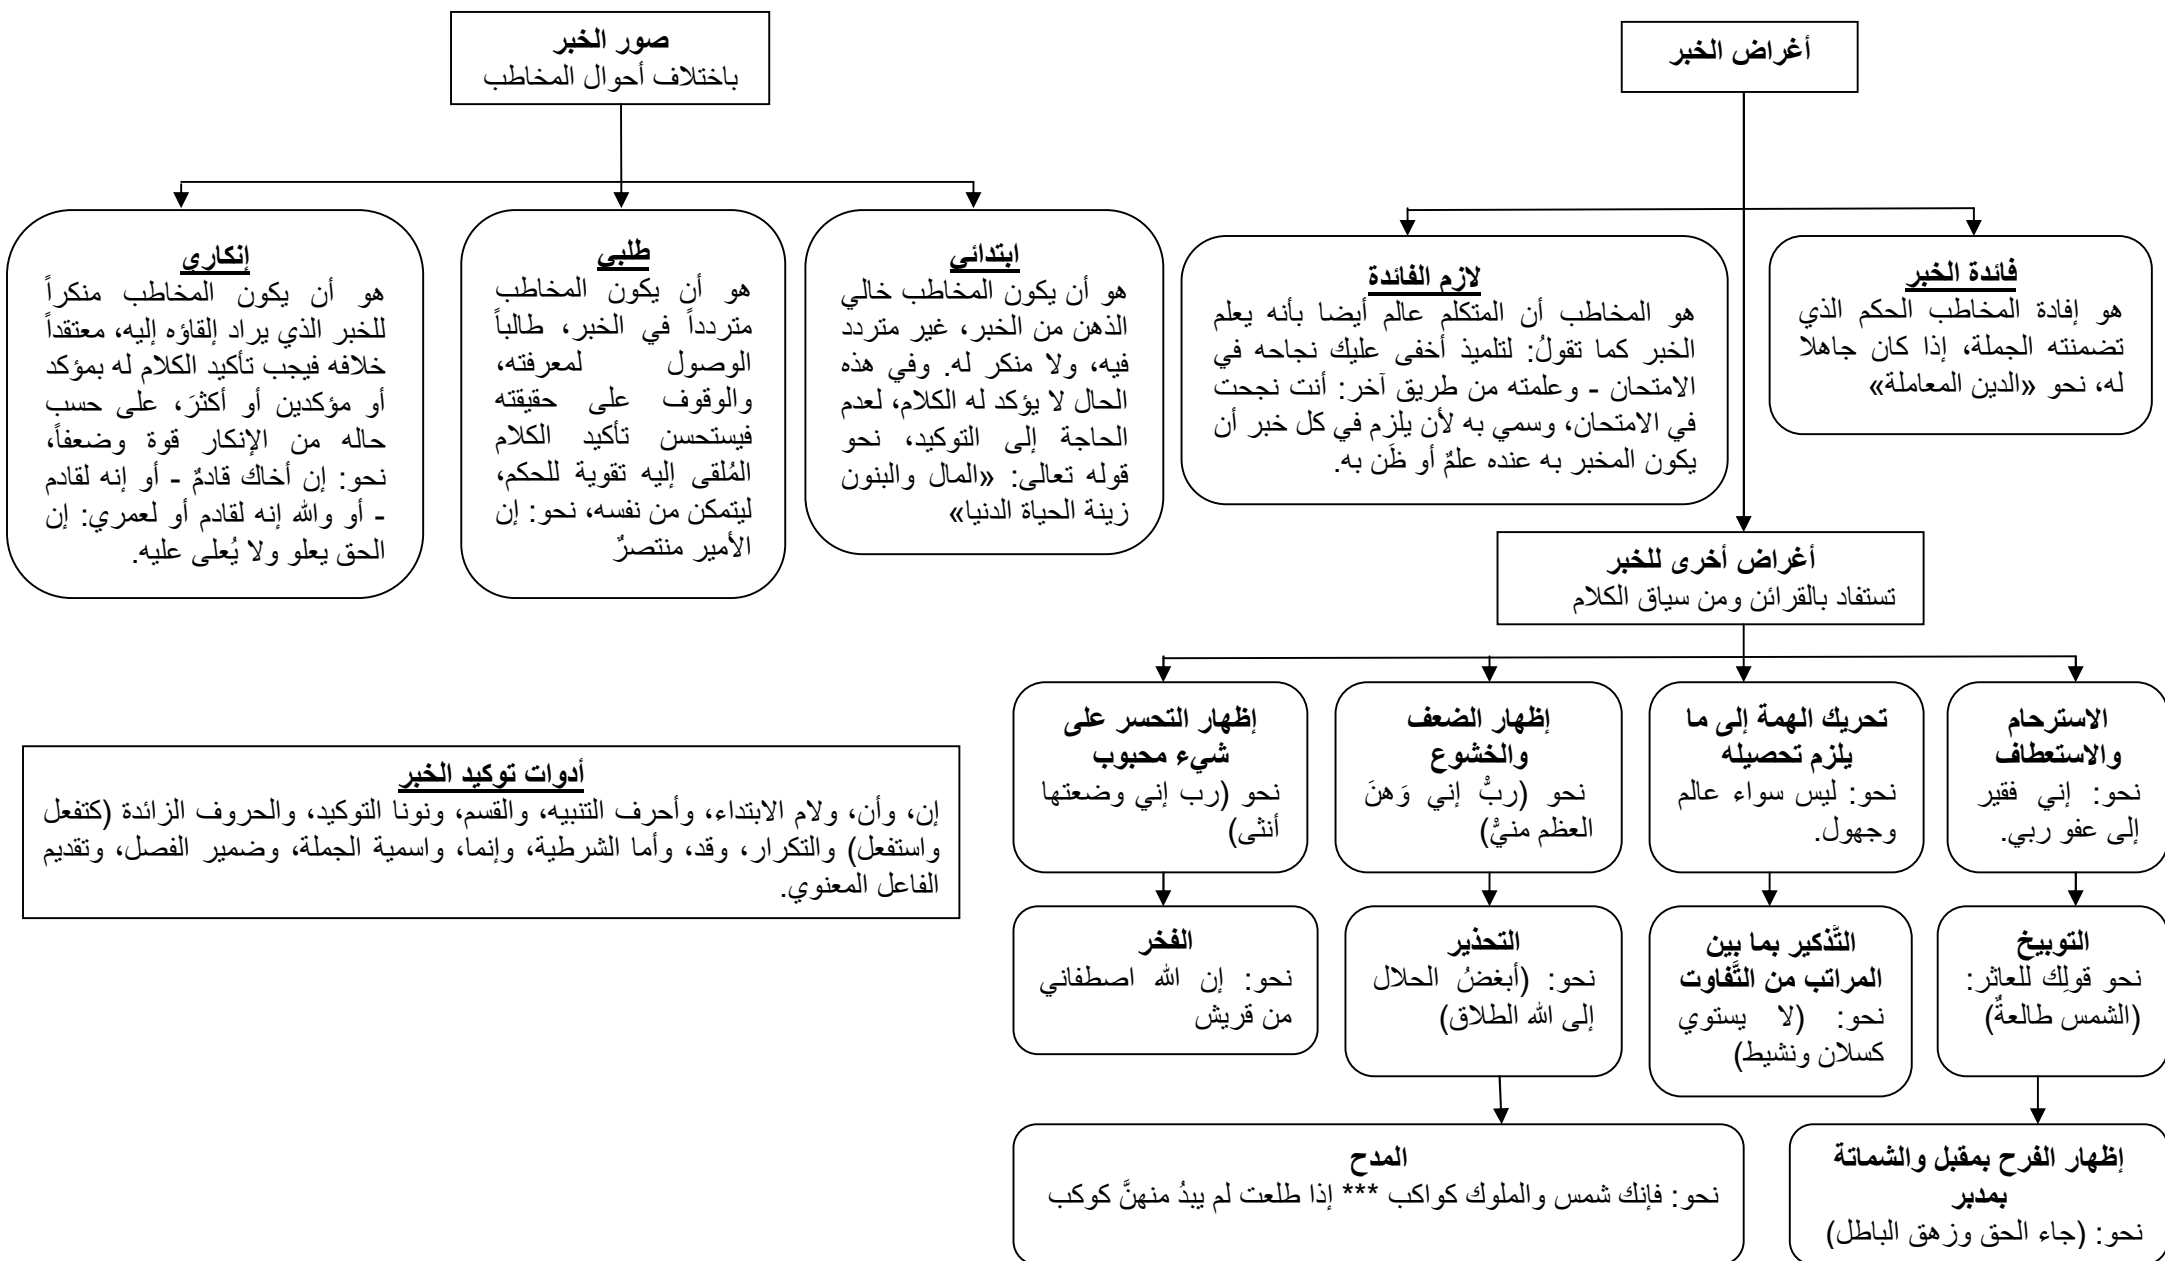 أغراض الخبر
فائدة الخبر
هو إفادة المخاطب الحكم الذي
تضمنته الجملة، إذا كان جاهلا
له، نحو «الدين المعاملة»
لازم الفائدة
هو المخاطب أن المتكلم عالم أيضا بأنه يعلم
الخبر كما تقولُ: لتلميذ أخفى عليك نجاحه في
الامتحان - وعلمته من طريق آخر: أنت نجحت
في الامتحان، وسمي به لأن يلزم في كل خبر أن
يكون المخبر به عنده علمٌ أو ظَن به.
أغراض أخرى للخبر
تستفاد بالقرائن ومن سياق الكلام
الاسترحام
والاستعطاف
نحو: إني فقير
إلى عفو ربي.
تحريك الهمة إلى ما
يلزم تحصيله
نحو: ليس سواء عالم
وجهول.
إظهار الضعف
والخشوع
نحو (ربِّْ إني وَهنَ
العظم منيِّْ)
إظهار التحسر على
شيء محبوب
نحو (رب إني وضعتها
أنثى)
التوبيخ
نحو قولِك للعاثر:
(الشمس طالعةٌ)
التَّذكير بما بين
المراتب من التَّفاوت
نحو: (لا يستوي
كسلان ونشيط)
التحذير
نحو: (أبغضُ الحلال
إلى الله الطلاق)
الفخر
نحو: إن الله اصطفاني
من قريش
إظهار الفرح بمقبل والشماتة
بمدبر
نحو: (جاء الحق وزهق الباطل)
المدح
نحو: فإنك شمس والملوك كواكب *** إذا طلعت لم يبدُ منهنَّ كوكب
صور الخبر
باختلاف أحوال المخاطب
ابتدائي
هو أن يكون المخاطب خالي
الذهن من الخبر، غير متردد
فيه، ولا منكر له. وفي هذه
الحال لا يؤكد له الكلام، لعدم
الحاجة إلى التوكيد، نحو
قوله تعالى: «المال والبنون
زينة الحياة الدنيا»
طلبي
هو أن يكون المخاطب
متردداً في الخبر، طالباً
الوصول لمعرفته،
والوقوف على حقيقته
فيستحسن تأكيد الكلام
المُلقى إليه تقوية للحكم،
ليتمكن من نفسه، نحو: إن
الأمير منتصرٌ
إنكاري
هو أن يكون المخاطب منكراً
للخبر الذي يراد إلقاؤه إليه، معتقداً
خلافه فيجب تأكيد الكلام له بمؤكد
أو مؤكدين أو أكثرَ، على حسب
حاله من الإنكار قوة وضعفاً،
نحو: إن أخاك قادمٌ - أو إنه لقادم
- أو والله إنه لقادم أو لعمري: إن
الحق يعلو ولا يُعلى عليه.
أدوات توكيد الخبر
إن، وأن، ولام الابتداء، وأحرف التنبيه، والقسم، ونونا التوكيد، والحروف الزائدة (كتفعل
واستفعل) والتكرار، وقد، وأما الشرطية، وإنما، واسمية الجملة، وضمير الفصل، وتقديم
الفاعل المعنوي.